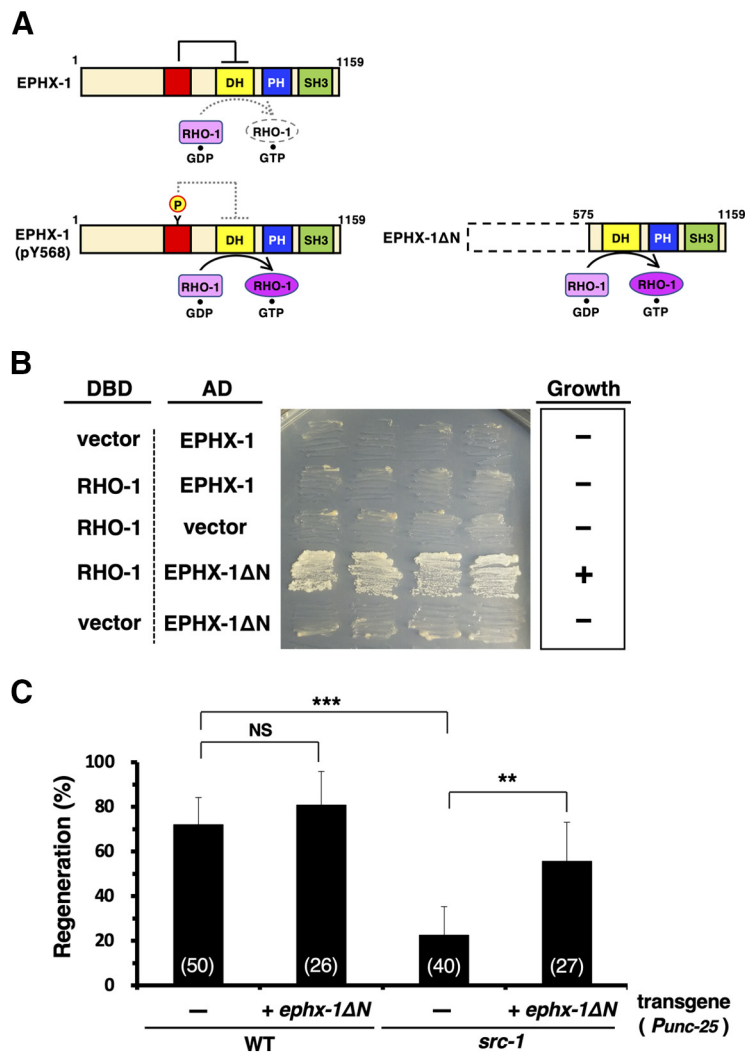 A
1
1159
EPHX-1
DH
PH
SH3
RHO-1
RHO-1
GDP
GTP
P
Y
1
1159
EPHX-1
(pY568)
DH
PH
SH3
RHO-1
RHO-1
GDP
GTP
575
1159
EPHX-1ΔN
DH
PH
SH3
RHO-1
RHO-1
GDP
GTP
B
DBD AD Growth
vector EPHX-1 −
RHO-1 EPHX-1 −
RHO-1 vector −
RHO-1 EPHX-1ΔN +
vector EPHX-1ΔN −
C
***
NS
**
Regeneration (%)
100
80
60
40
20
0
(50) (26) (40) (27)
— + ephx-1ΔN — + ephx-1ΔN
transgene
( Punc-25 )
WT src-1